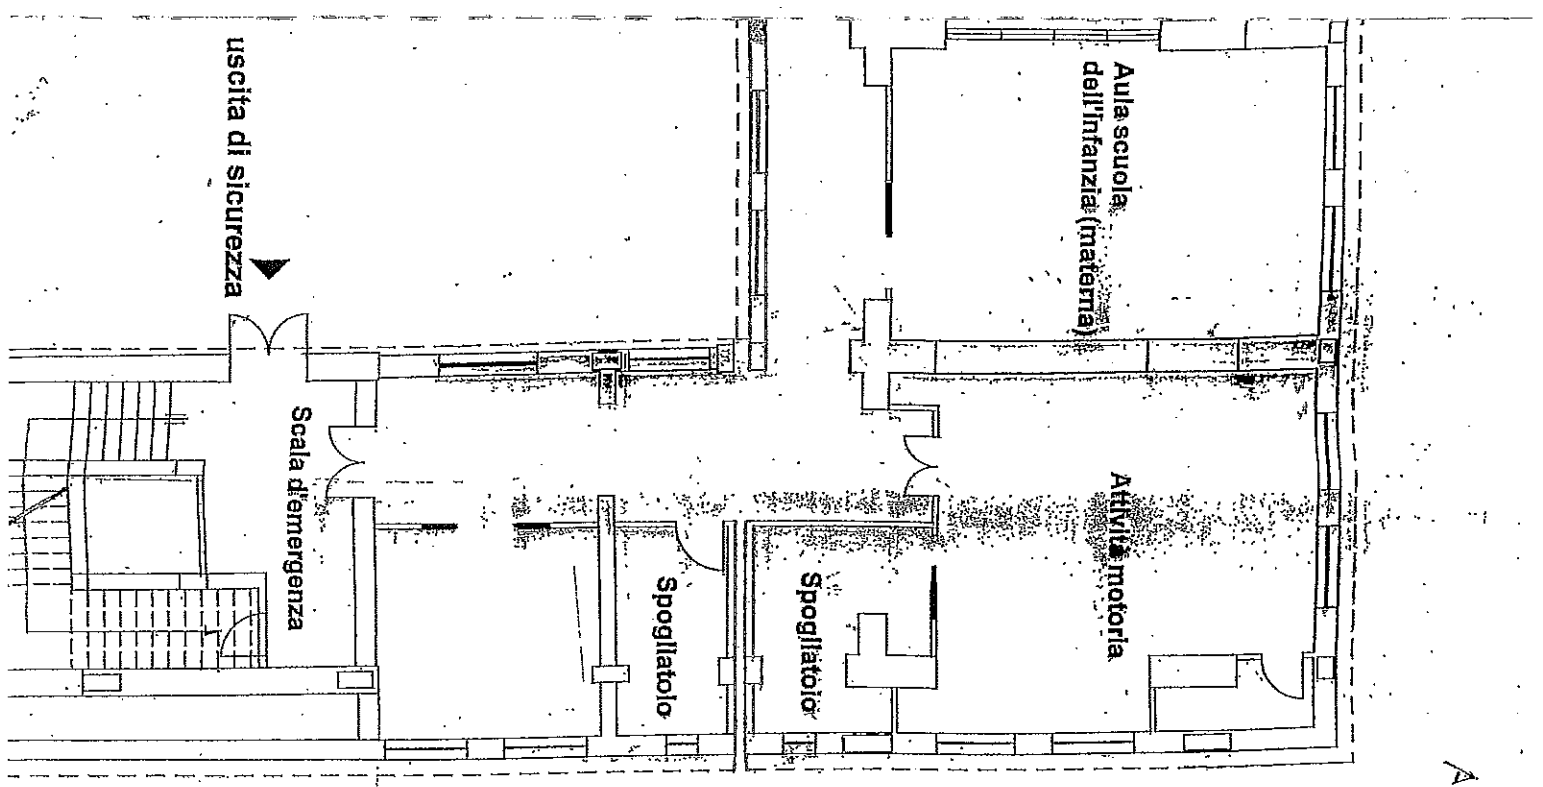 Aula scuola
dell'infanzia (materna)
Attività motoria
Spogliatoio
Spogliatoio
Scala d'emergenza
uscita di sicurezza